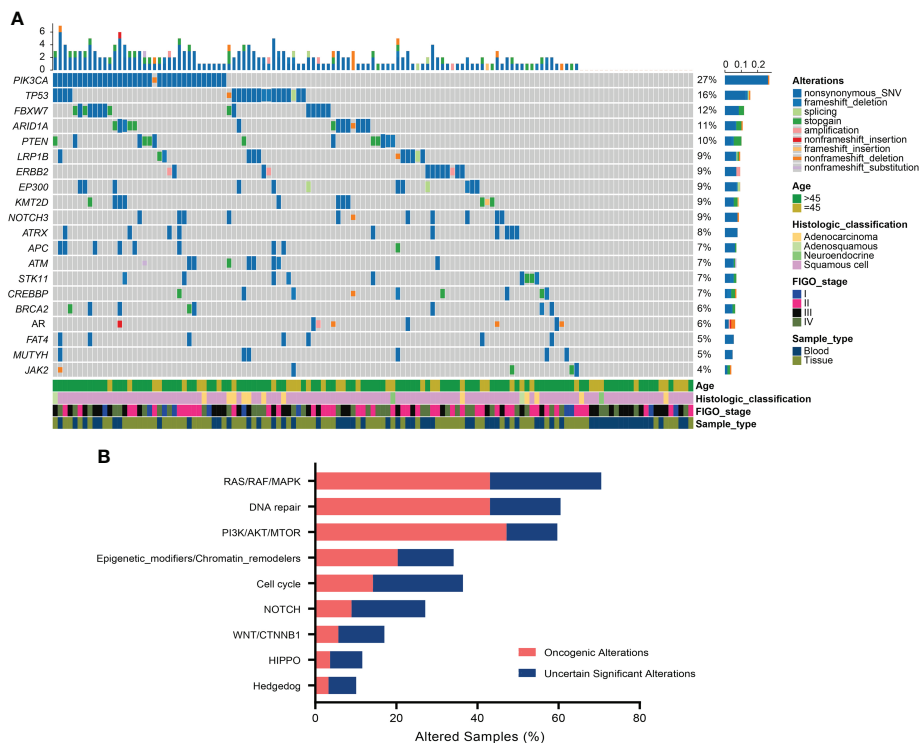 A
6
4
2
0
0 0.1 0.2
PIK3CA 27%
TP53 16%
FBXW7 12%
ARID1A 11%
PTEN 10%
LRP1B 9%
ERBB2 9%
EP300 9%
KMT2D 9%
NOTCH3 9%
ATRX 8%
APC 7%
ATM 7%
STK11 7%
CREBBP 7%
BRCA2 6%
AR 6%
FAT4 5%
MUTYH 5%
JAK2 4%
Age
Histologic_classification
FIGO_stage
Sample_type
Alterations
nonsynonymous_SNV
frameshift_deletion
splicing
stopgain
amplification
nonframeshift_insertion
frameshift_insertion
nonframeshift_deletion
nonframeshift_substitution
Age
>45
=45
Histologic_classification
Adenocarcinoma
Adenosquamous
Neuroendocrine
Squamous cell
FIGO_stage
I
II
III
IV
Sample_type
Blood
Tissue
B
RAS/RAF/MAPK
DNA repair
PI3K/AKT/MTOR
Epigenetic_modifiers/Chromatin_remodelers
Cell cycle
NOTCH
WNT/CTNNB1
HIPPO
Hedgedog
Oncogenic Alterations
Uncertain Significant Alterations
0 20 40 60 80
Altered Samples (%)